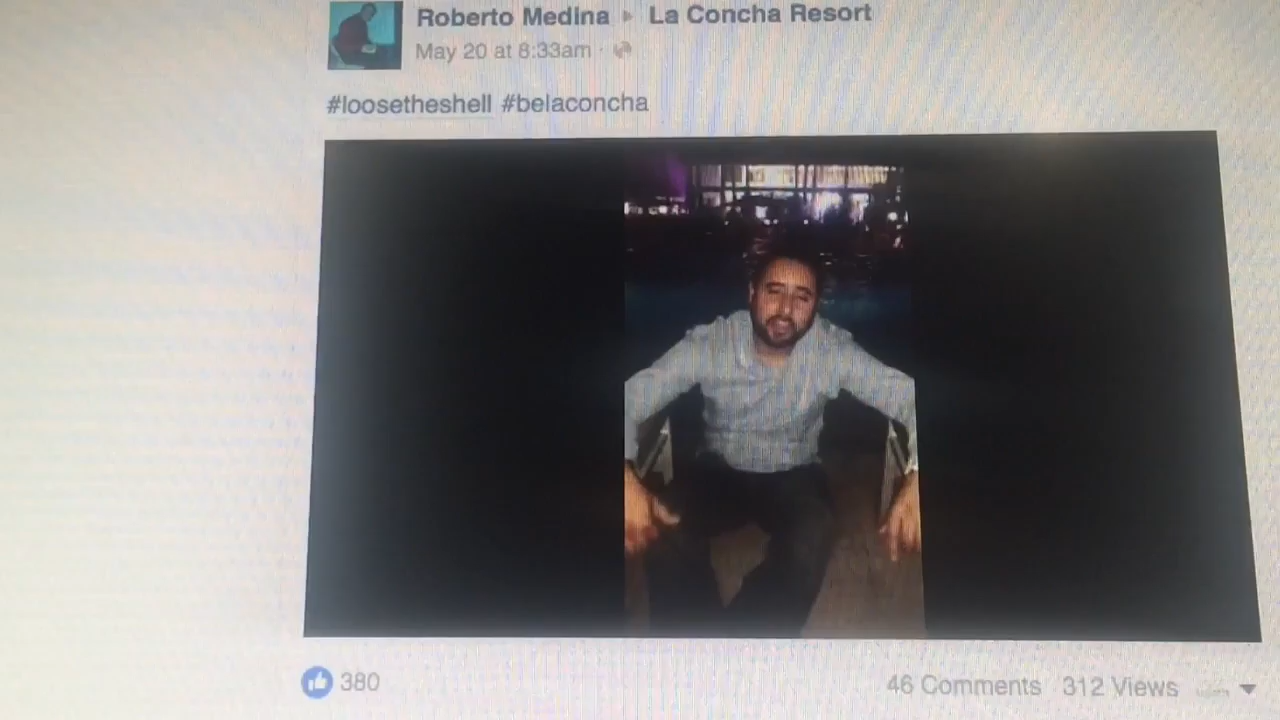 Roberto Medina ▸ La Concha Resort
May 20 at 8:33am ·
#loosetheshell #belaconcha
380
46 Comments 312 Views